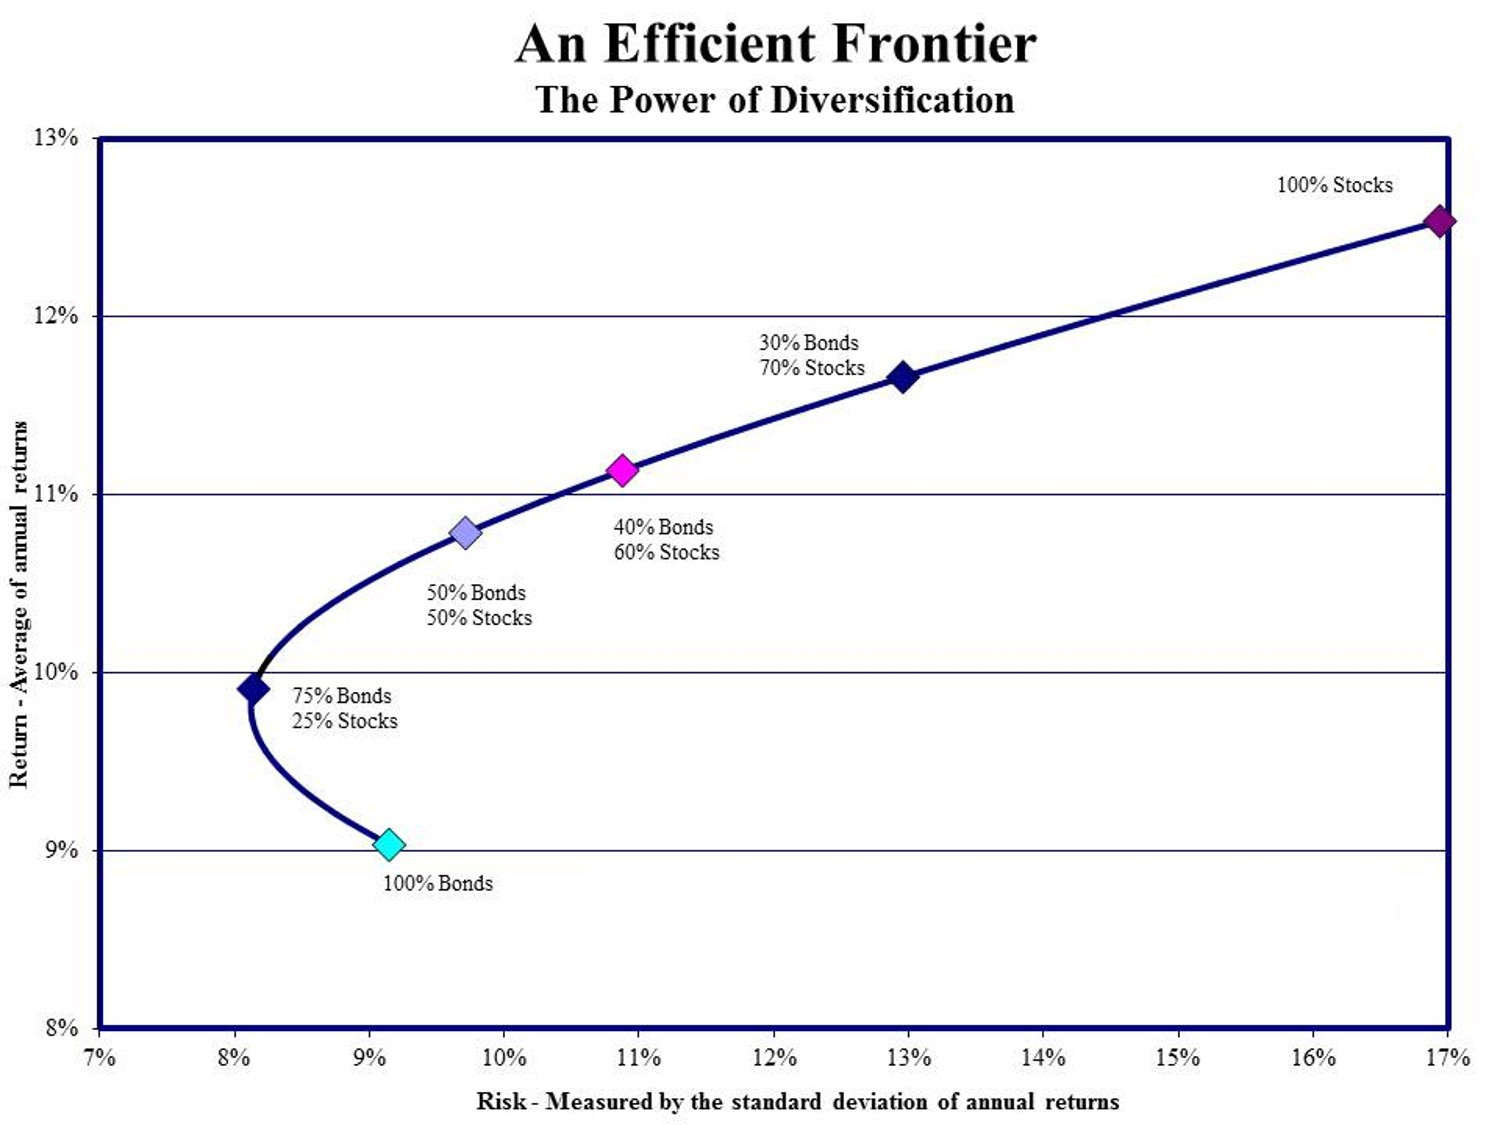 An Efficient Frontier
The Power of Diversification
13%
100% Stocks
12%
30% Bonds
70% Stocks
11%
40% Bonds
60% Stocks
50% Bonds
50% Stocks
10%
75% Bonds
25% Stocks
9%
100% Bonds
8%
Return - Average of annual returns
7%
8%
9%
10%
11%
12%
13%
14%
15%
16%
17%
Risk - Measured by the standard deviation of annual returns